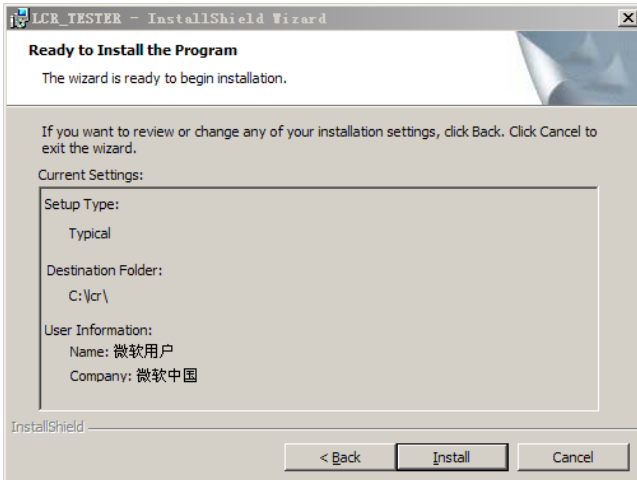 LCR_TESTER - InstallShield Wizard
Ready to Install the Program
The wizard is ready to begin installation.
If you want to review or change any of your installation settings, click Back. Click Cancel to
exit the wizard.
Current Settings:
Setup Type:
Typical
Destination Folder:
C:\lcr\
User Information:
Name: 微软用户
Company: 微软中国
InstallShield
< Back
Install
Cancel